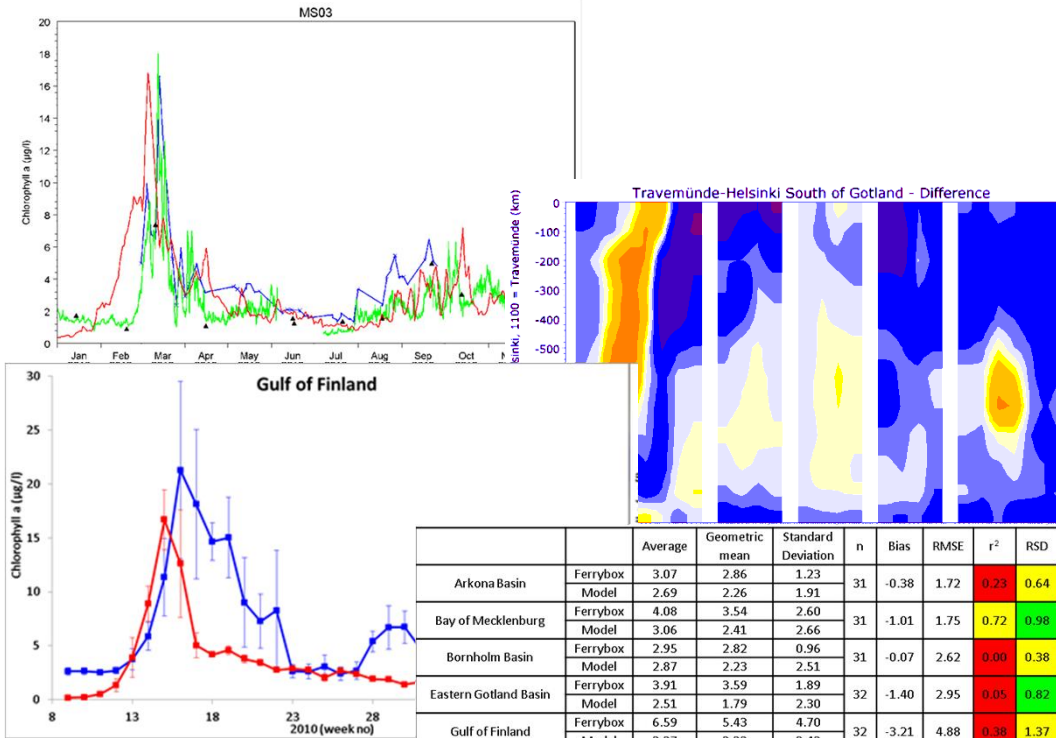 MS03
Chlorophyll a (µg/l)
20
18
16
14
12
10
8
6
4
2
0
Jan Feb Mar Apr May Jun Jul Aug Sep Oct
Travemünde-Helsinki South of Gotland - Difference
1100 = Travemünde (km)
0
-100
-200
-300
-400
-500
Gulf of Finland
Chlorophyll a (µg/l)
30
25
20
15
10
5
0
8 13 18 23 28
2010 (week no)
Average Geometric mean Standard Deviation n Bias RMSE r² RSD
Arkona Basin Ferrybox 3.07 2.86 1.23 31 -0.38 1.72 0.23 0.64
Model 2.69 2.26 1.91
Bay of Mecklenburg Ferrybox 4.08 3.54 2.60 31 -1.01 1.75 0.72 0.98
Model 3.06 2.41 2.66
Bornholm Basin Ferrybox 2.95 2.82 0.96 31 -0.07 2.62 0.00 0.38
Model 2.87 2.23 2.51
Eastern Gotland Basin Ferrybox 3.91 3.59 1.89 32 -1.40 2.95 0.05 0.82
Model 2.51 1.79 2.30
Gulf of Finland Ferrybox 6.59 5.43 4.70 32 -3.21 4.88 0.38 1.37